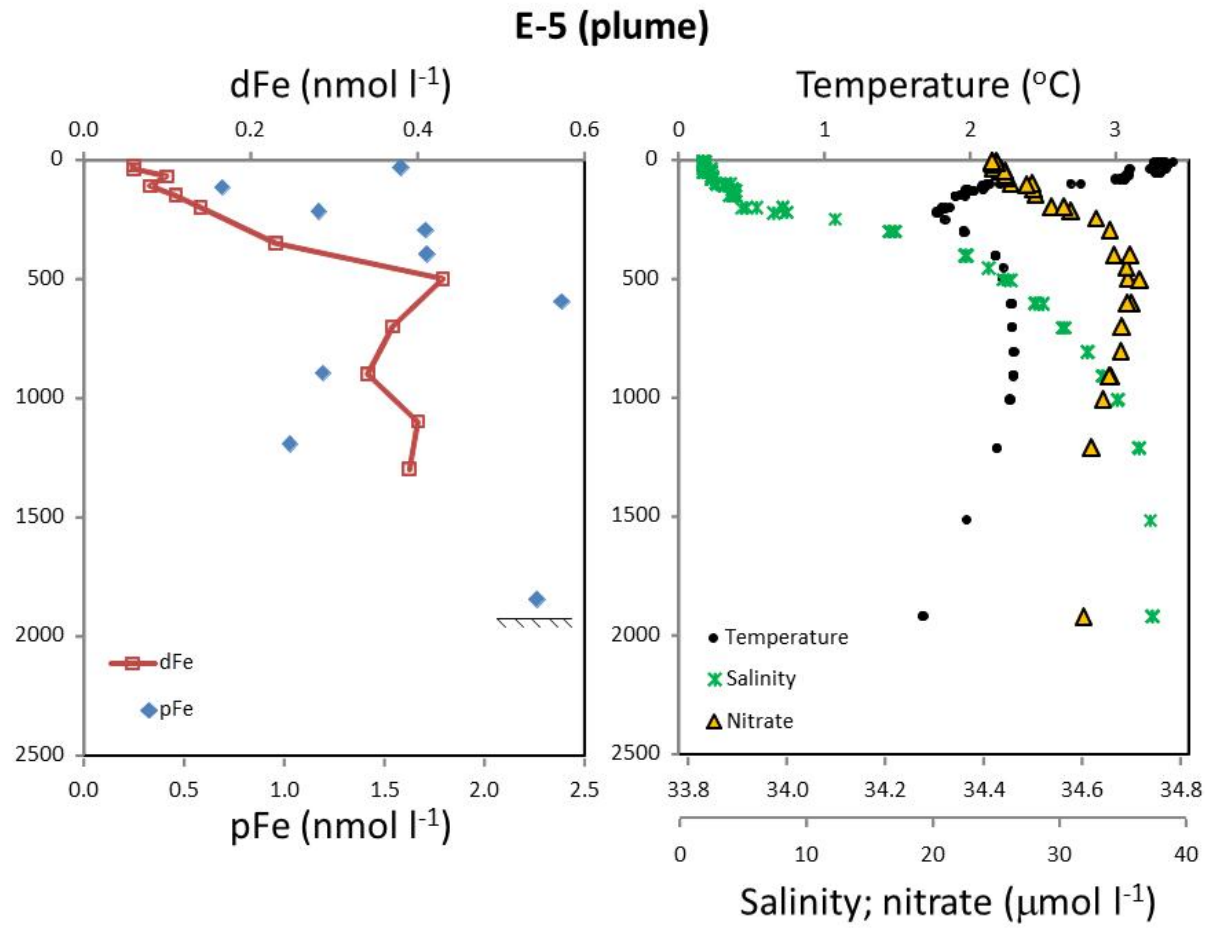 E-5 (plume)
dFe (nmol l-1)
0.0 0.2 0.4 0.6
0
500
1000
1500
2000
2500
dFe
pFe
0.0 0.5 1.0 1.5 2.0 2.5
pFe (nmol l-1)
Temperature (oC)
0 1 2 3
0
500
1000
1500
2000
2500
Temperature
Salinity
Nitrate
33.8 34.0 34.2 34.4 34.6 34.8
0 10 20 30 40
Salinity; nitrate (μmol l-1)